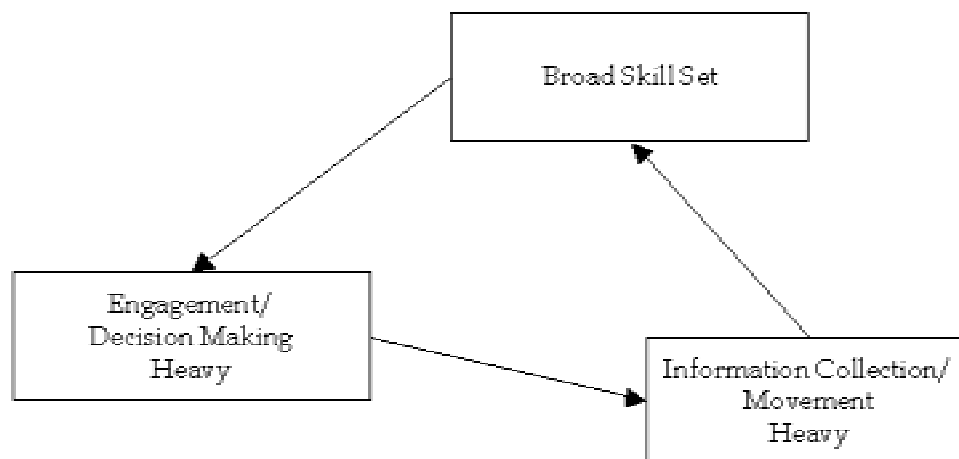 Broad Skill Set
Engagement/
Decision Making
Heavy
Information Collection/
Movement
Heavy